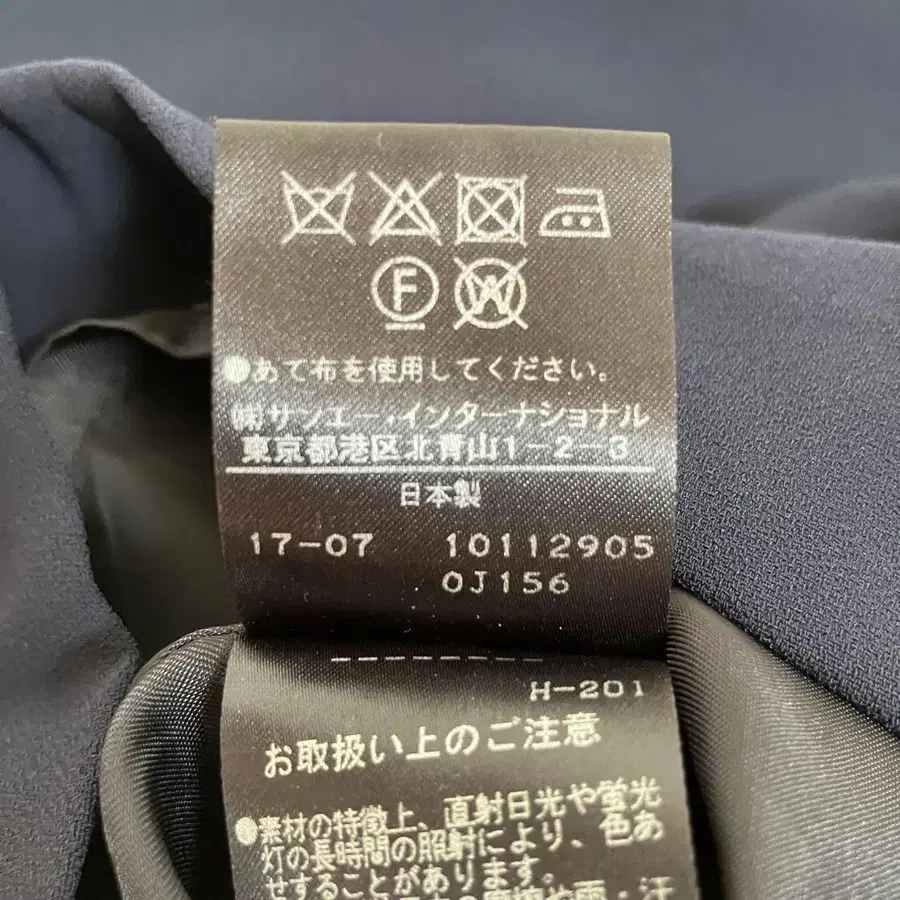 F
W
●あて布を使用してください。
㈱サンエー・インターナショナル
東京都港区北青山1-2-3
日本製
17-07 10112905
0J156
---------
H-201
お取扱い上のご注意
●素材の特徴上、直射日光や蛍光
灯の長時間の照射により、色あ
せすることがあります。
や雨・汗